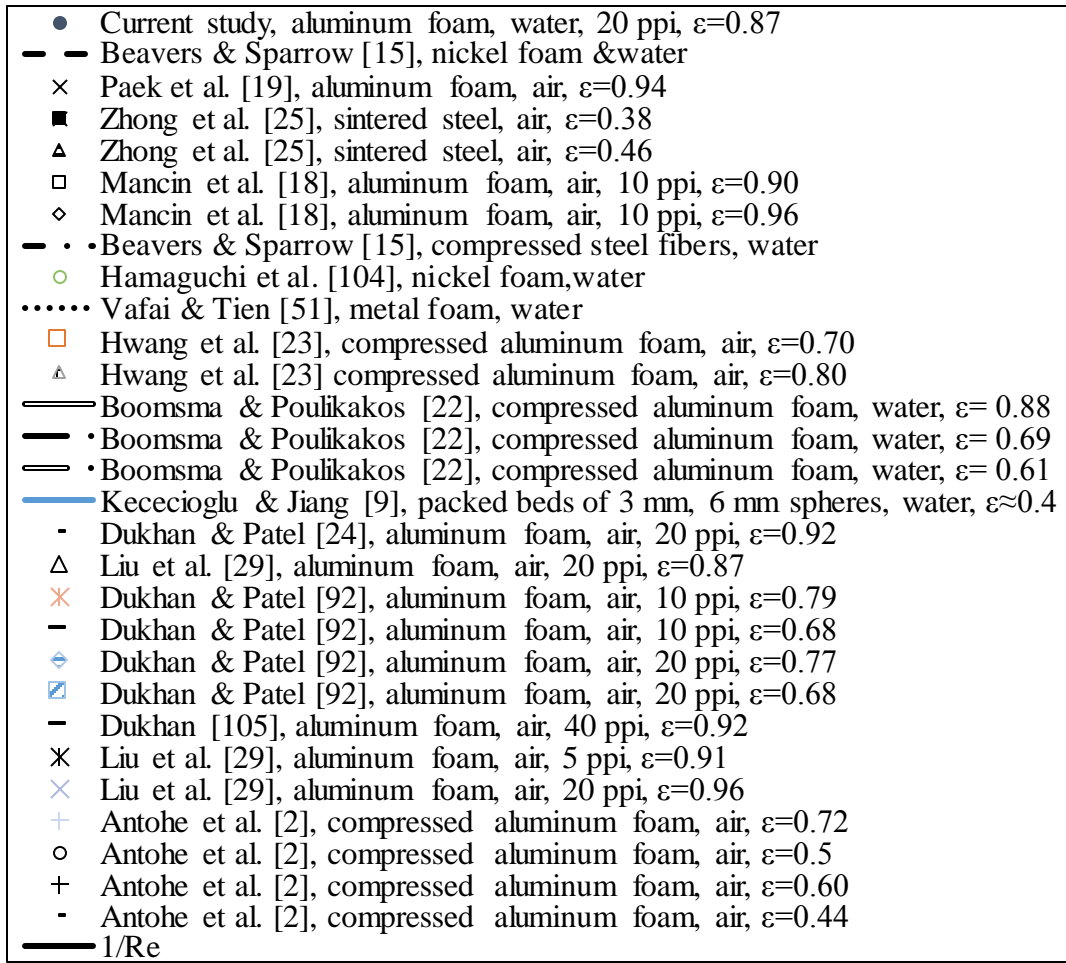 Current study, aluminum foam, water, 20 ppi, ε=0.87
Beavers & Sparrow [15], nickel foam &water
Paek et al. [19], aluminum foam, air, ε=0.94
Zhong et al. [25], sintered steel, air, ε=0.38
Zhong et al. [25], sintered steel, air, ε=0.46
Mancin et al. [18], aluminum foam, air, 10 ppi, ε=0.90
Mancin et al. [18], aluminum foam, air, 10 ppi, ε=0.96
Beavers & Sparrow [15], compressed steel fibers, water
Hamaguchi et al. [104], nickel foam,water
Vafai & Tien [51], metal foam, water
Hwang et al. [23], compressed aluminum foam, air, ε=0.70
Hwang et al. [23] compressed aluminum foam, air, ε=0.80
Boomsma & Poulikakos [22], compressed aluminum foam, water, ε= 0.88
Boomsma & Poulikakos [22], compressed aluminum foam, water, ε= 0.69
Boomsma & Poulikakos [22], compressed aluminum foam, water, ε= 0.61
Kececioglu & Jiang [9], packed beds of 3 mm, 6 mm spheres, water, ε≈0.4
Dukhan & Patel [24], aluminum foam, air, 20 ppi, ε=0.92
Liu et al. [29], aluminum foam, air, 20 ppi, ε=0.87
Dukhan & Patel [92], aluminum foam, air, 10 ppi, ε=0.79
Dukhan & Patel [92], aluminum foam, air, 10 ppi, ε=0.68
Dukhan & Patel [92], aluminum foam, air, 20 ppi, ε=0.77
Dukhan & Patel [92], aluminum foam, air, 20 ppi, ε=0.68
Dukhan [105], aluminum foam, air, 40 ppi, ε=0.92
Liu et al. [29], aluminum foam, air, 5 ppi, ε=0.91
Liu et al. [29], aluminum foam, air, 20 ppi, ε=0.96
Antohe et al. [2], compressed aluminum foam, air, ε=0.72
Antohe et al. [2], compressed aluminum foam, air, ε=0.5
Antohe et al. [2], compressed aluminum foam, air, ε=0.60
Antohe et al. [2], compressed aluminum foam, air, ε=0.44
1/Re